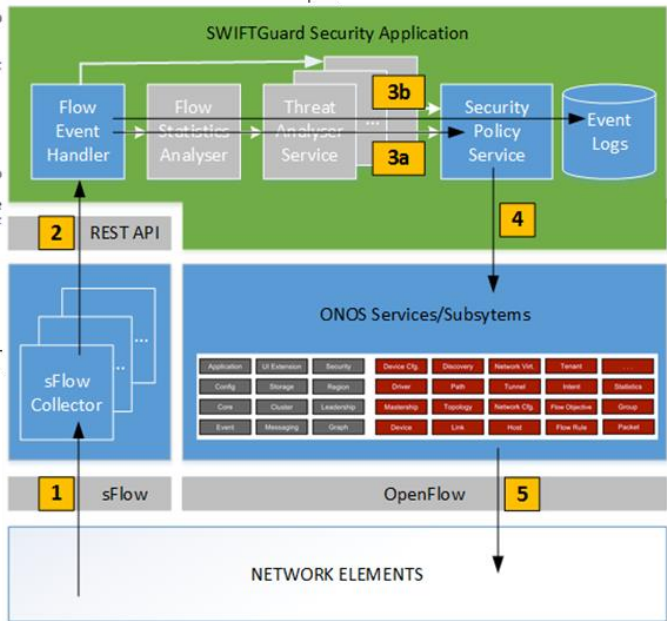 SWIFTGuard Security Application
Flow Event Handler
Flow Statistics Analyser
Threat Analyser Service
...
3b
3a
Security Policy Service
Event Logs
2
REST API
4
sFlow Collector
...
...
ONOS Services/Subsytems
Application UI Extension Security Device Cfg. Discovery Network Virt. Tenant ...
Config Storage Region Driver Path Tunnel Intent Statistics
Core Cluster Leadership Mastership Topology Network Cfg. Flow Objective Group
Event Messaging Graph Device Link Host Flow Rule Packet
1
sFlow
OpenFlow
5
NETWORK ELEMENTS